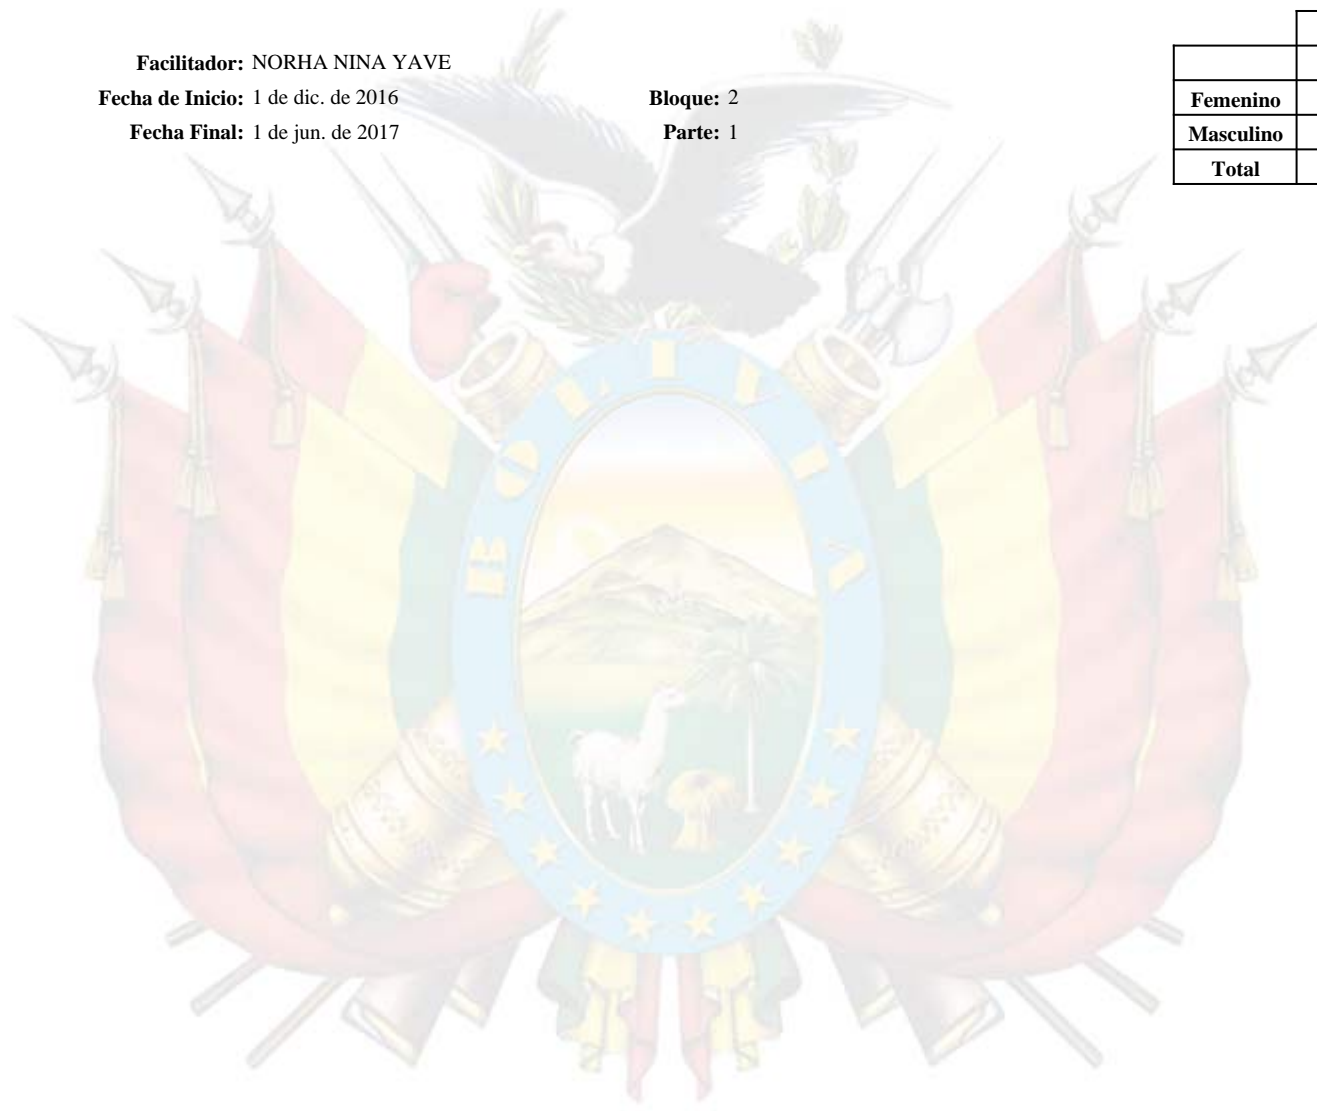 Facilitador: NORHA NINA YAVE
Fecha de Inicio: 1 de dic. de 2016 Bloque: 2
Fecha Final: 1 de jun. de 2017 Parte: 1
Femenino
Masculino
Total
BOLIVIA